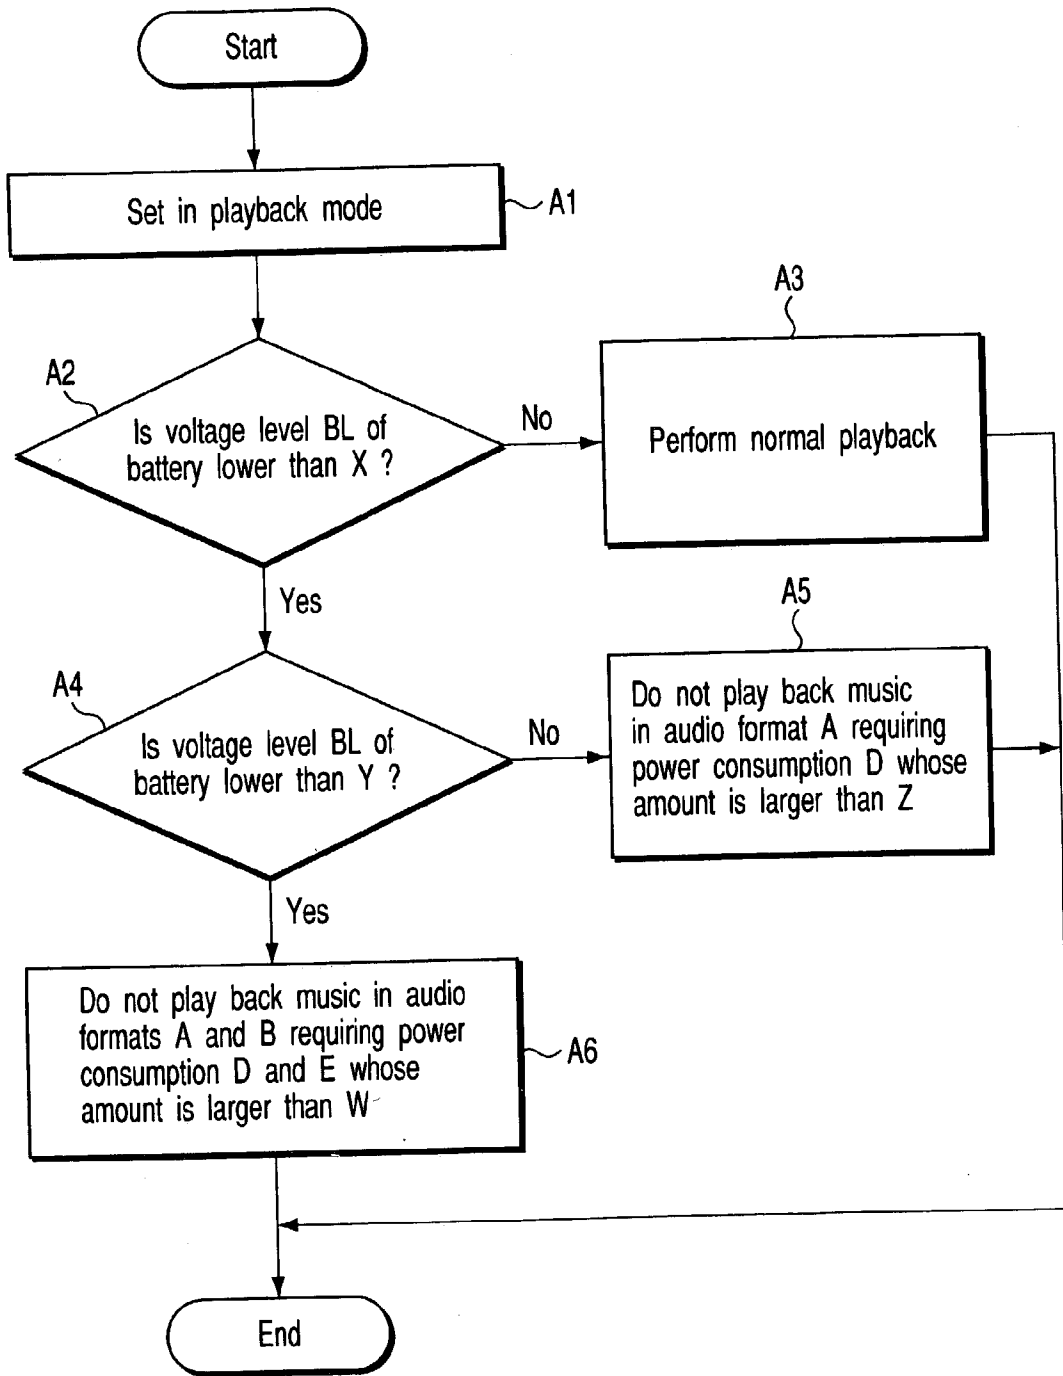 Start
Set in playback mode
A1
A2
Is voltage level BL of
battery lower than X ?
No
A3
Perform normal playback
Yes
A4
Is voltage level BL of
battery lower than Y ?
No
A5
Do not play back music
in audio format A requiring
power consumption D whose
amount is larger than Z
Yes
Do not play back music in audio
formats A and B requiring power
consumption D and E whose
amount is larger than W
A6
End